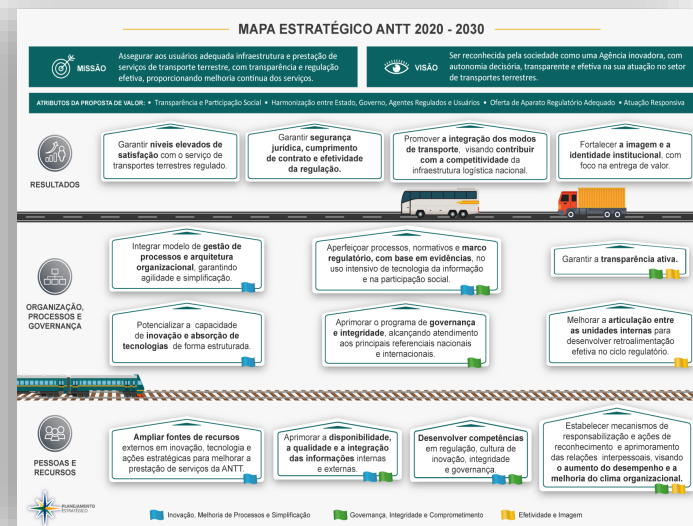 MAPA ESTRATÉGICO ANTT 2020 - 2030
MISSÃO
Assegurar aos usuários adequada infraestrutura e prestação de
serviços de transporte terrestre, com transparência e regulação
efetiva, proporcionando melhoria contínua dos serviços.
VISÃO
Ser reconhecida pela sociedade como uma Agência inovadora, com
autonomia decisória, transparente e efetiva na sua atuação no setor
de transportes terrestres.
ATRIBUTOS DA PROPOSTA DE VALOR: • Transparência e Participação Social • Harmonização entre Estado, Governo, Agentes Regulados e Usuários • Oferta de Aparato Regulatório Adequado • Atuação Responsiva
RESULTADOS
Garantir níveis elevados de
satisfação com o serviço de
transportes terrestres regulado.
Garantir segurança
jurídica, cumprimento
de contrato e efetividade
da regulação.
Promover a integração dos modos
de transporte, visando contribuir
com a competitividade da
infraestrutura logística nacional.
Fortalecer a imagem e a
identidade institucional, com
foco na entrega de valor.
ORGANIZAÇÃO,
PROCESSOS E
GOVERNANÇA
Integrar modelo de gestão de
processos e arquitetura
organizacional, garantindo
agilidade e simplificação.
Aperfeiçoar processos, normativos e marco
regulatório, com base em evidências, no
uso intensivo de tecnologia da informação
e na participação social.
Garantir a transparência ativa.
Potencializar a capacidade
de inovação e absorção de
tecnologias de forma estruturada.
Aprimorar o programa de governança
e integridade, alcançando atendimento
aos principais referenciais nacionais
e internacionais.
Melhorar a articulação entre
as unidades internas para
desenvolver retroalimentação
efetiva no ciclo regulatório.
PESSOAS E
RECURSOS
Ampliar fontes de recursos
externos em inovação, tecnologia e
ações estratégicas para melhorar a
prestação de serviços da ANTT.
Aprimorar a disponibilidade,
a qualidade e a integração
das informações internas
e externas.
Desenvolver competências
em regulação, cultura de
inovação, integridade
e governança.
Estabelecer mecanismos de
responsabilização e ações de
reconhecimento e aprimoramento
das relações interpessoais, visando
o aumento do desempenho e a
melhoria do clima organizacional.
PLANEJAMENTO
ESTRATÉGICO
Inovação, Melhoria de Processos e Simplificação
Governança, Integridade e Comprometimento
Efetividade e Imagem